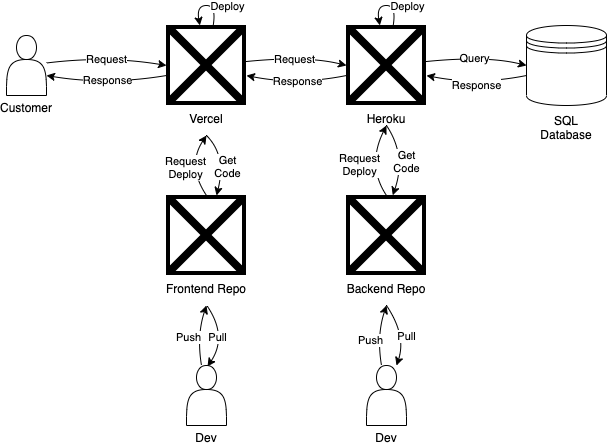 Deploy
Deploy
Request
Request
Query
Response
Response
Response
Customer
Vercel
Heroku
SQL
Database
Request
Deploy
Get
Code
Request
Deploy
Get
Code
Frontend Repo
Backend Repo
Push
Pull
Push
Pull
Dev
Dev